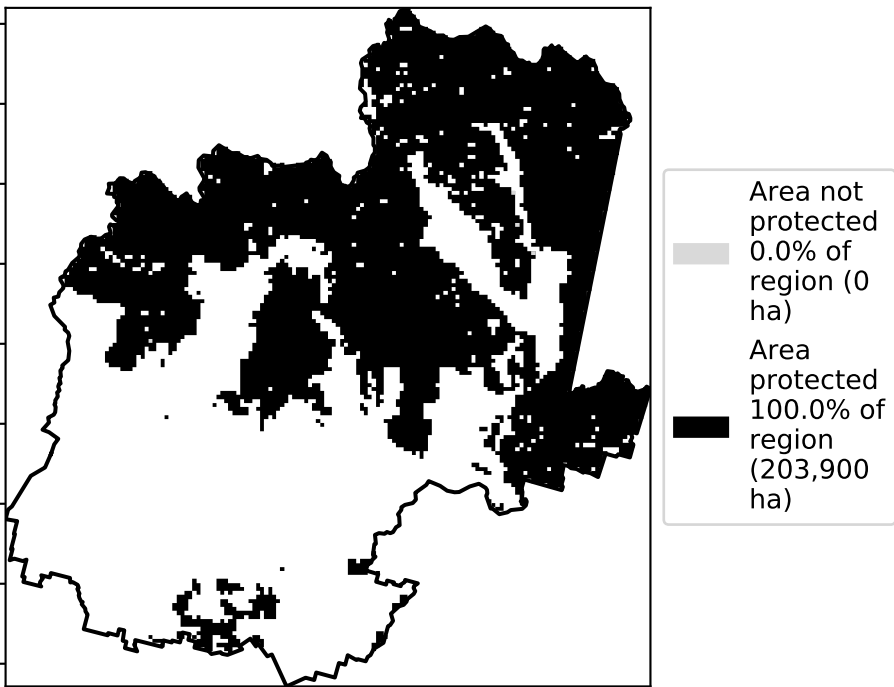 Area not
protected
0.0% of
region (0
ha)
Area
protected
100.0% of
region
(203,900
ha)